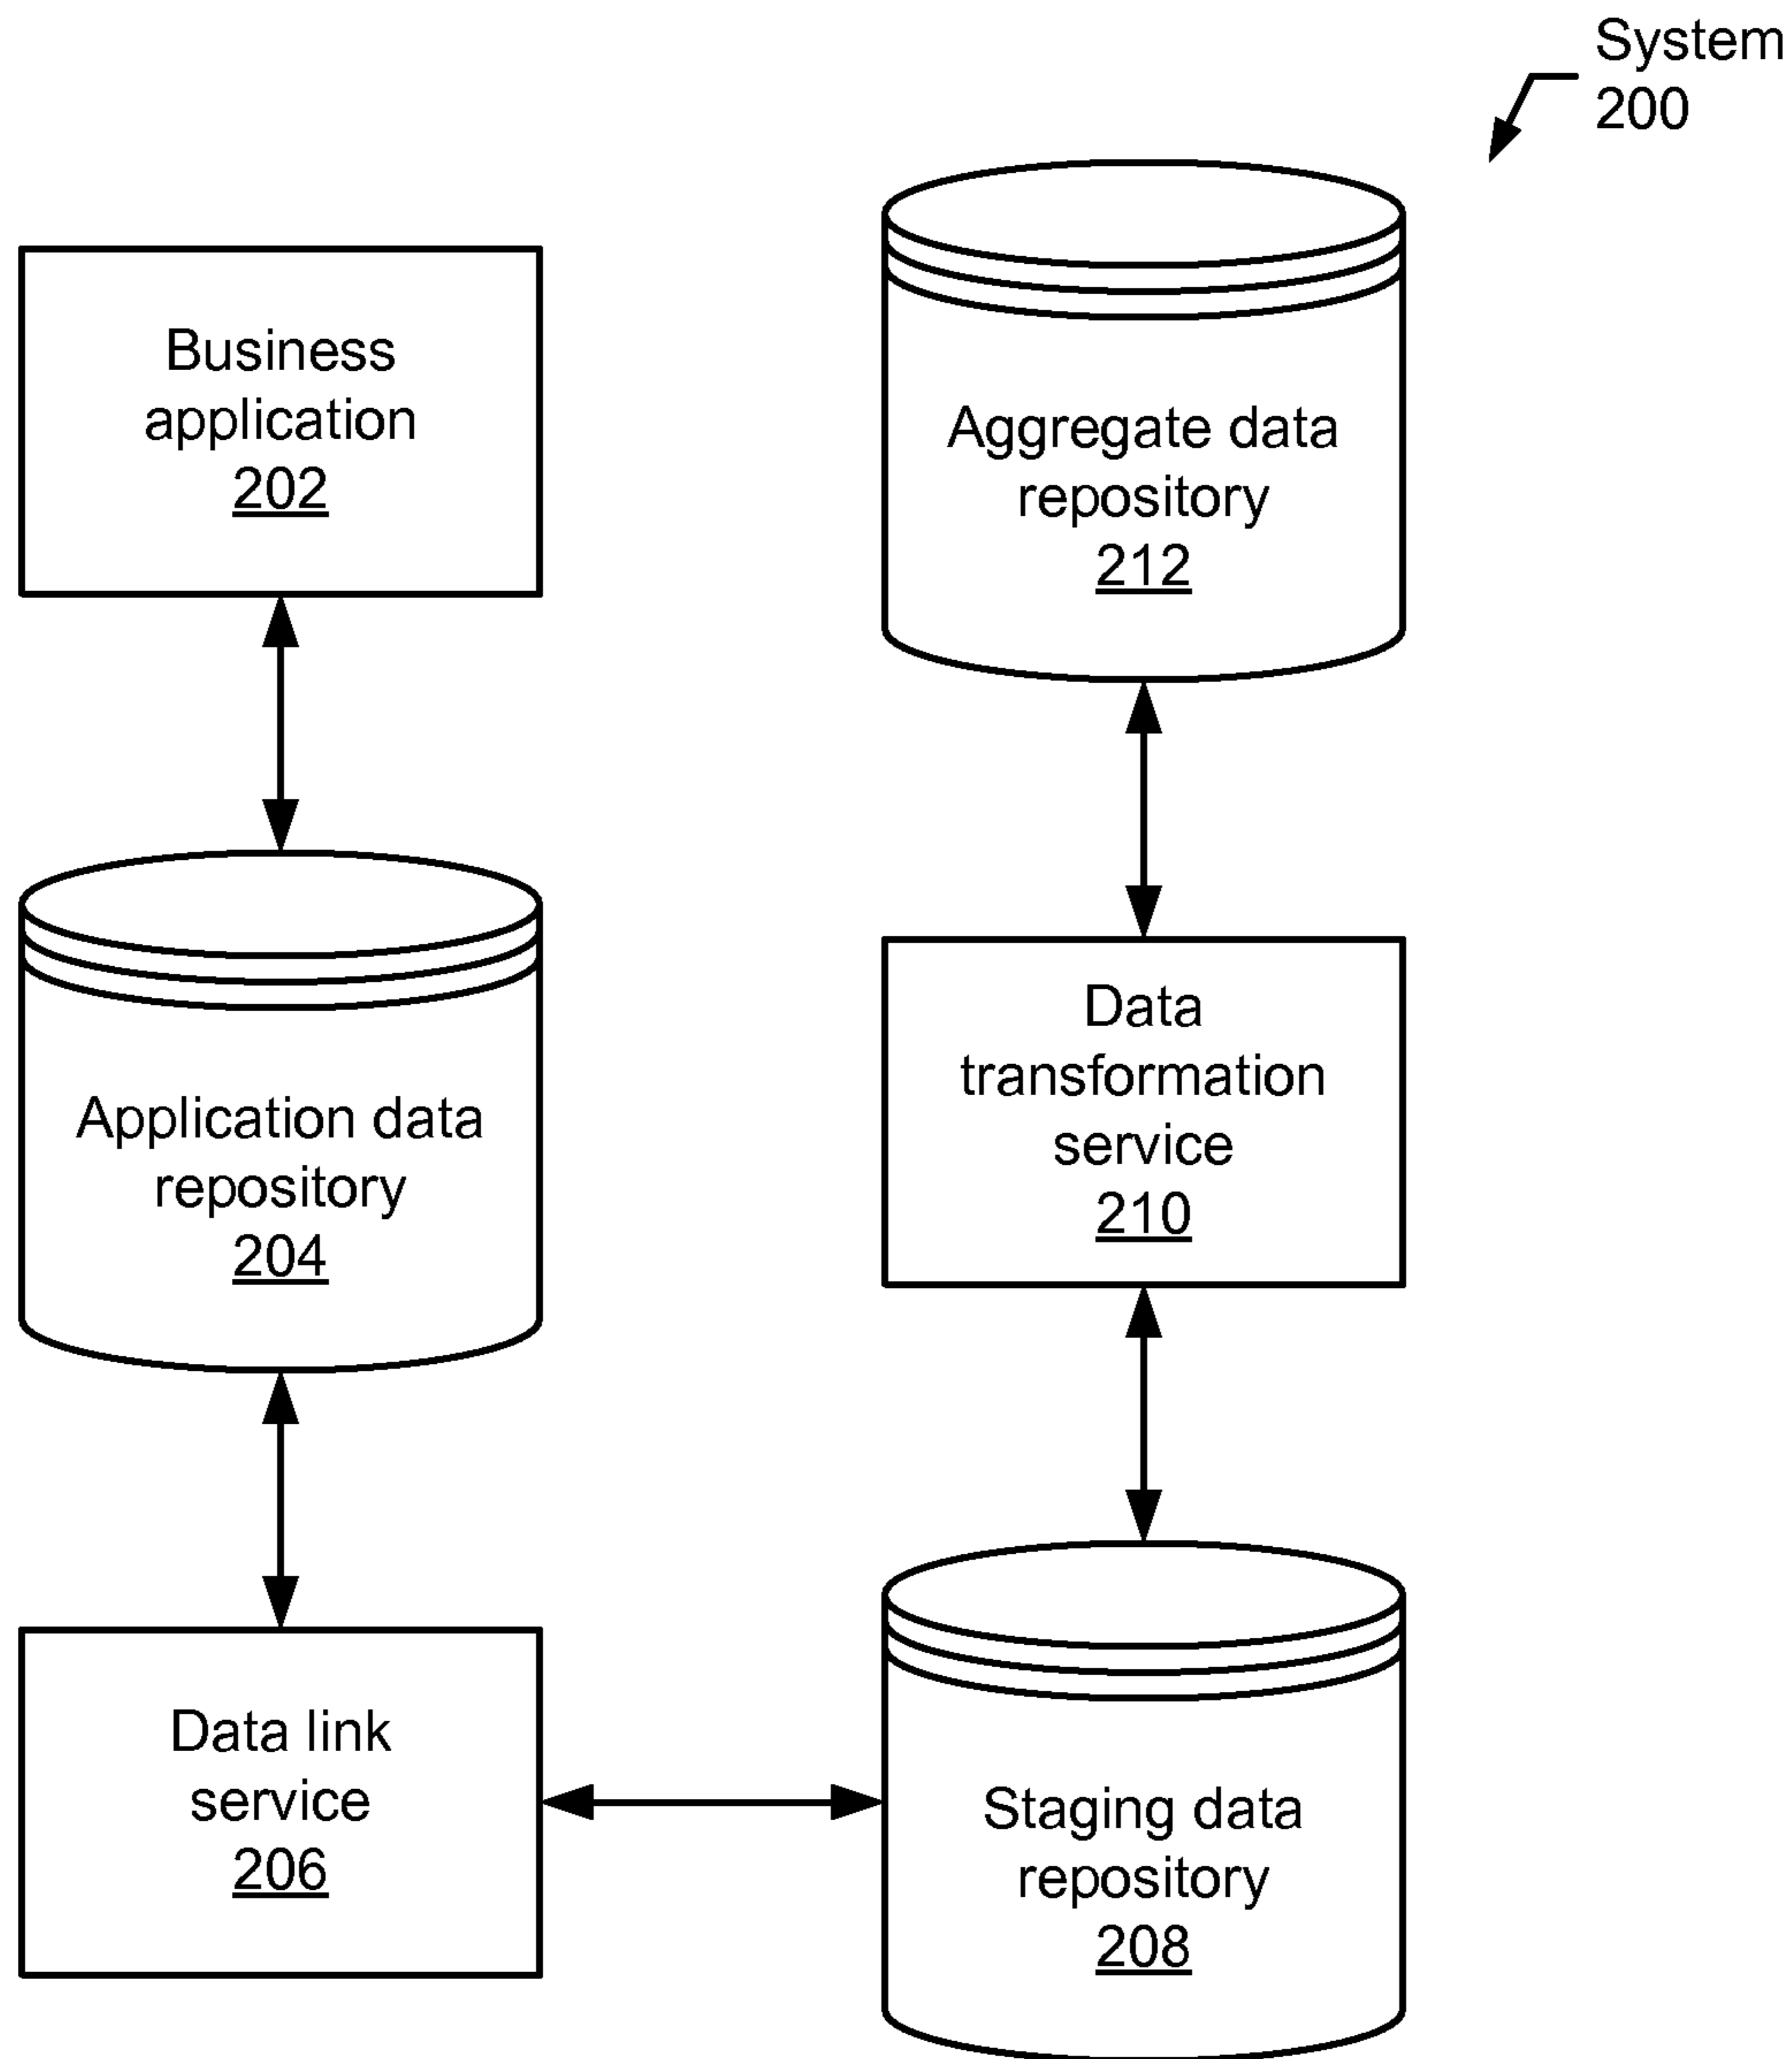 System
200
Business
application
202
Aggregate data
repository
212
Application data
repository
204
Data
transformation
service
210
Data link
service
206
Staging data
repository
208